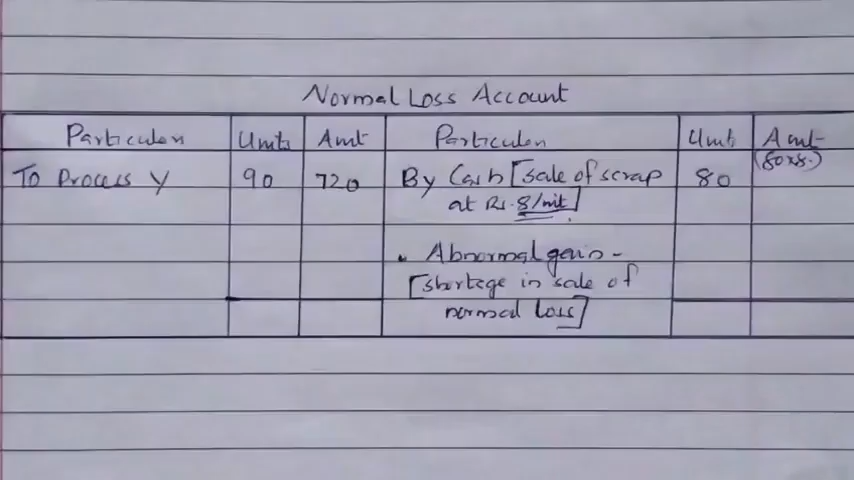 Normal Loss Account
Particulars Units Amt Particulars Units Amt
(80x8.)
To Process Y 90 720 By Cash [sale of scrap 80
at Rs. 8/unit]
Abnormal gain -
[shortage in sale of
normal loss]